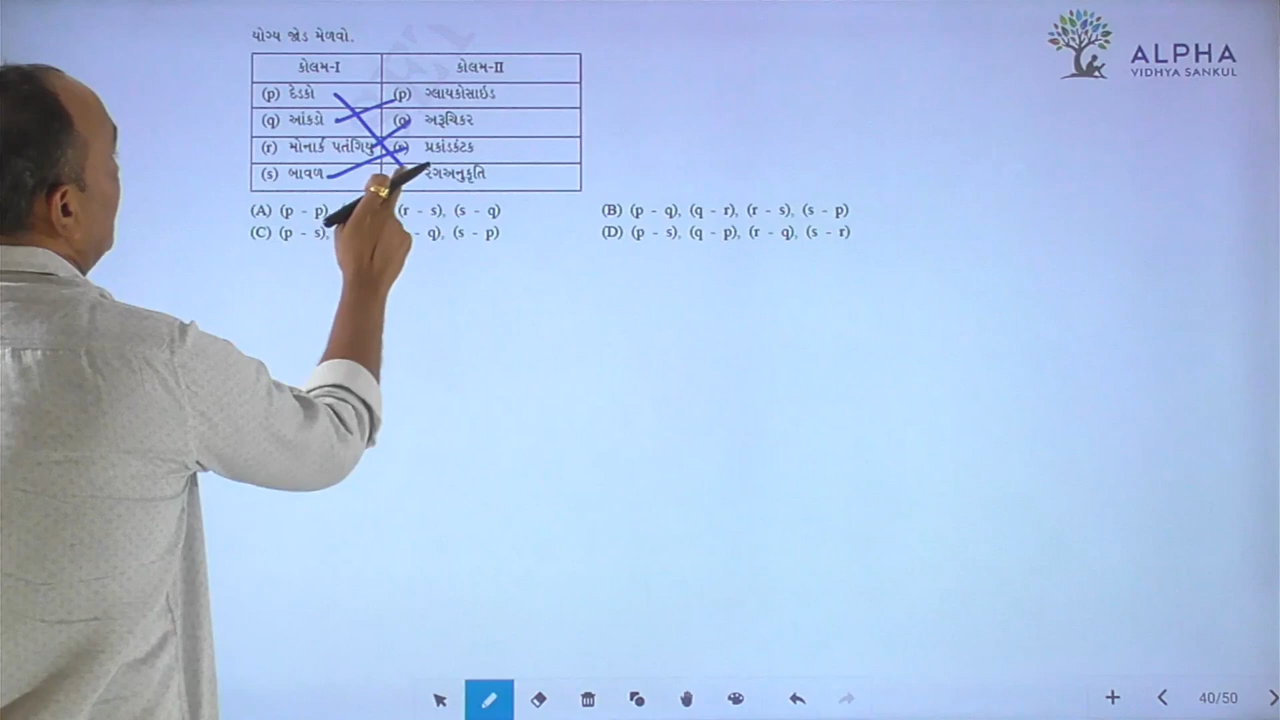 યોગ્ય જોડ મેળવો.
કોલમ-I કોલમ-II
(p) દેડકો (p) ગ્લાયકોસાઇડ
(q) આંકડો (q) અરૂચિકર
(r) મોનાર્ક પતંગિયુ પ્રકાંડકંટક
(s) બાવળ રંગઅનુકૃતિ
(A) (p - p) (r - s), (s - q) (B) (p - q), (q - r), (r - s), (s - p)
(C) (p - s), - q), (s - p) (D) (p - s), (q - p), (r - q), (s - r)
ALPHA
VIDHYA SANKUL
40/50